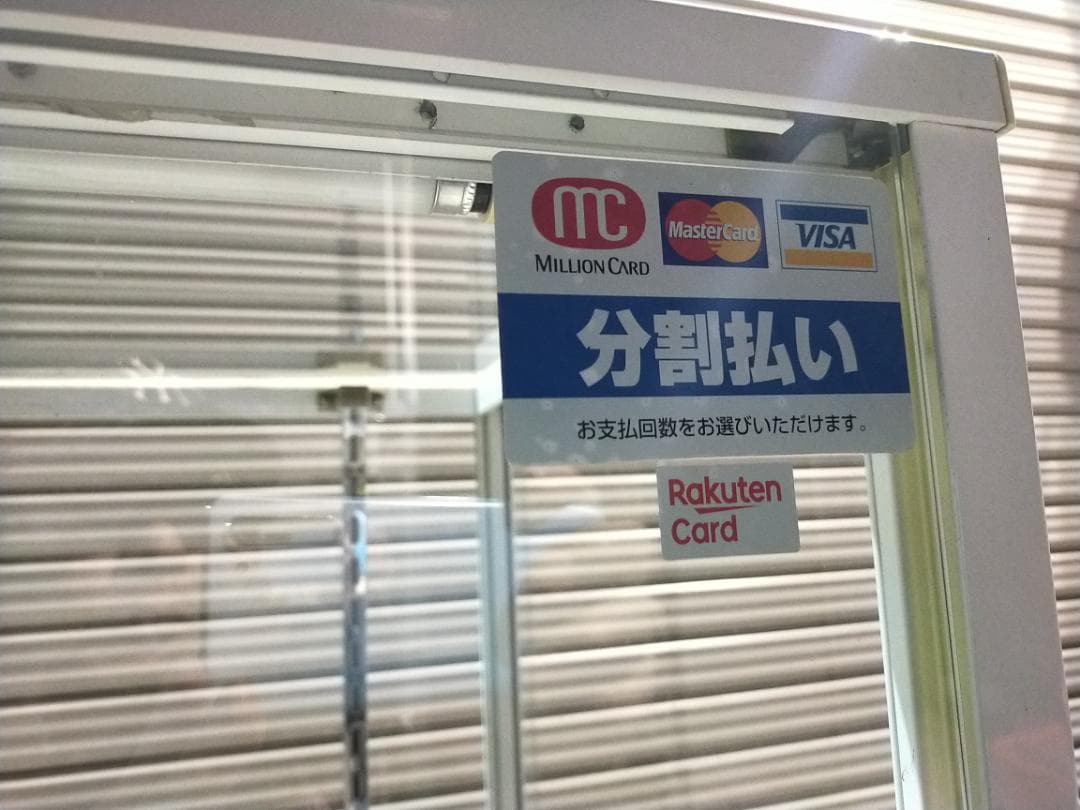 mc
MILLION CARD
MasterCard
VISA
分割払い
お支払回数をお選びいただけます。
Rakuten
Card